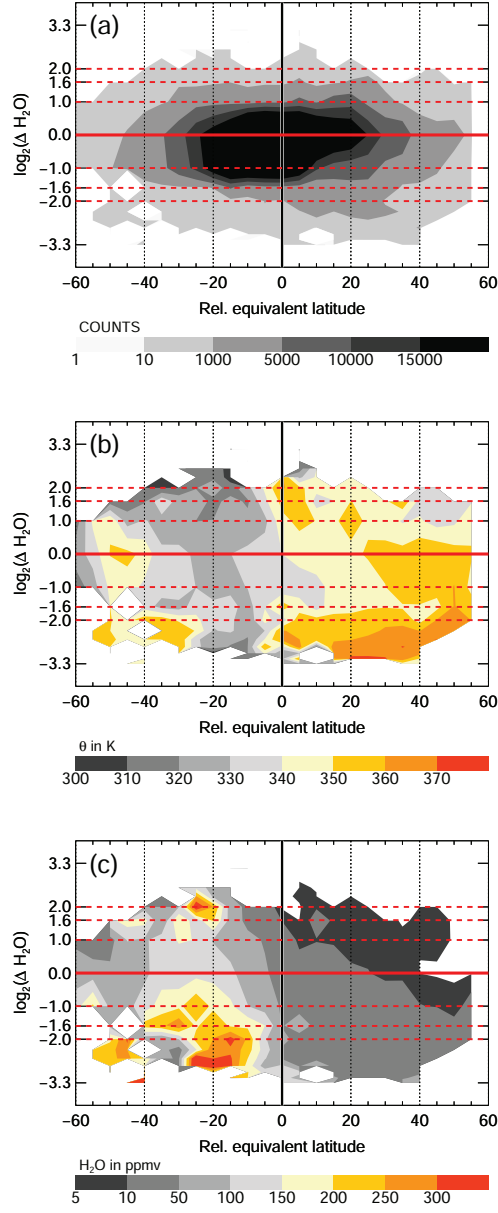 (a)
log2(Δ H2O)
3.3
2.0
1.6
1.0
0.0
−1.0
−1.6
−2.0
−3.3
−60 −40 −20 0 20 40 60
Rel. equivalent latitude
COUNTS
1 10 1000 5000 10000 15000
(b)
log2(Δ H2O)
3.3
2.0
1.6
1.0
0.0
−1.0
−1.6
−2.0
−3.3
−60 −40 −20 0 20 40 60
Rel. equivalent latitude
θ in K
300 310 320 330 340 350 360 370
(c)
log2(Δ H2O)
3.3
2.0
1.6
1.0
0.0
−1.0
−1.6
−2.0
−3.3
−60 −40 −20 0 20 40 60
Rel. equivalent latitude
H2O in ppmv
5 10 50 100 150 200 250 300